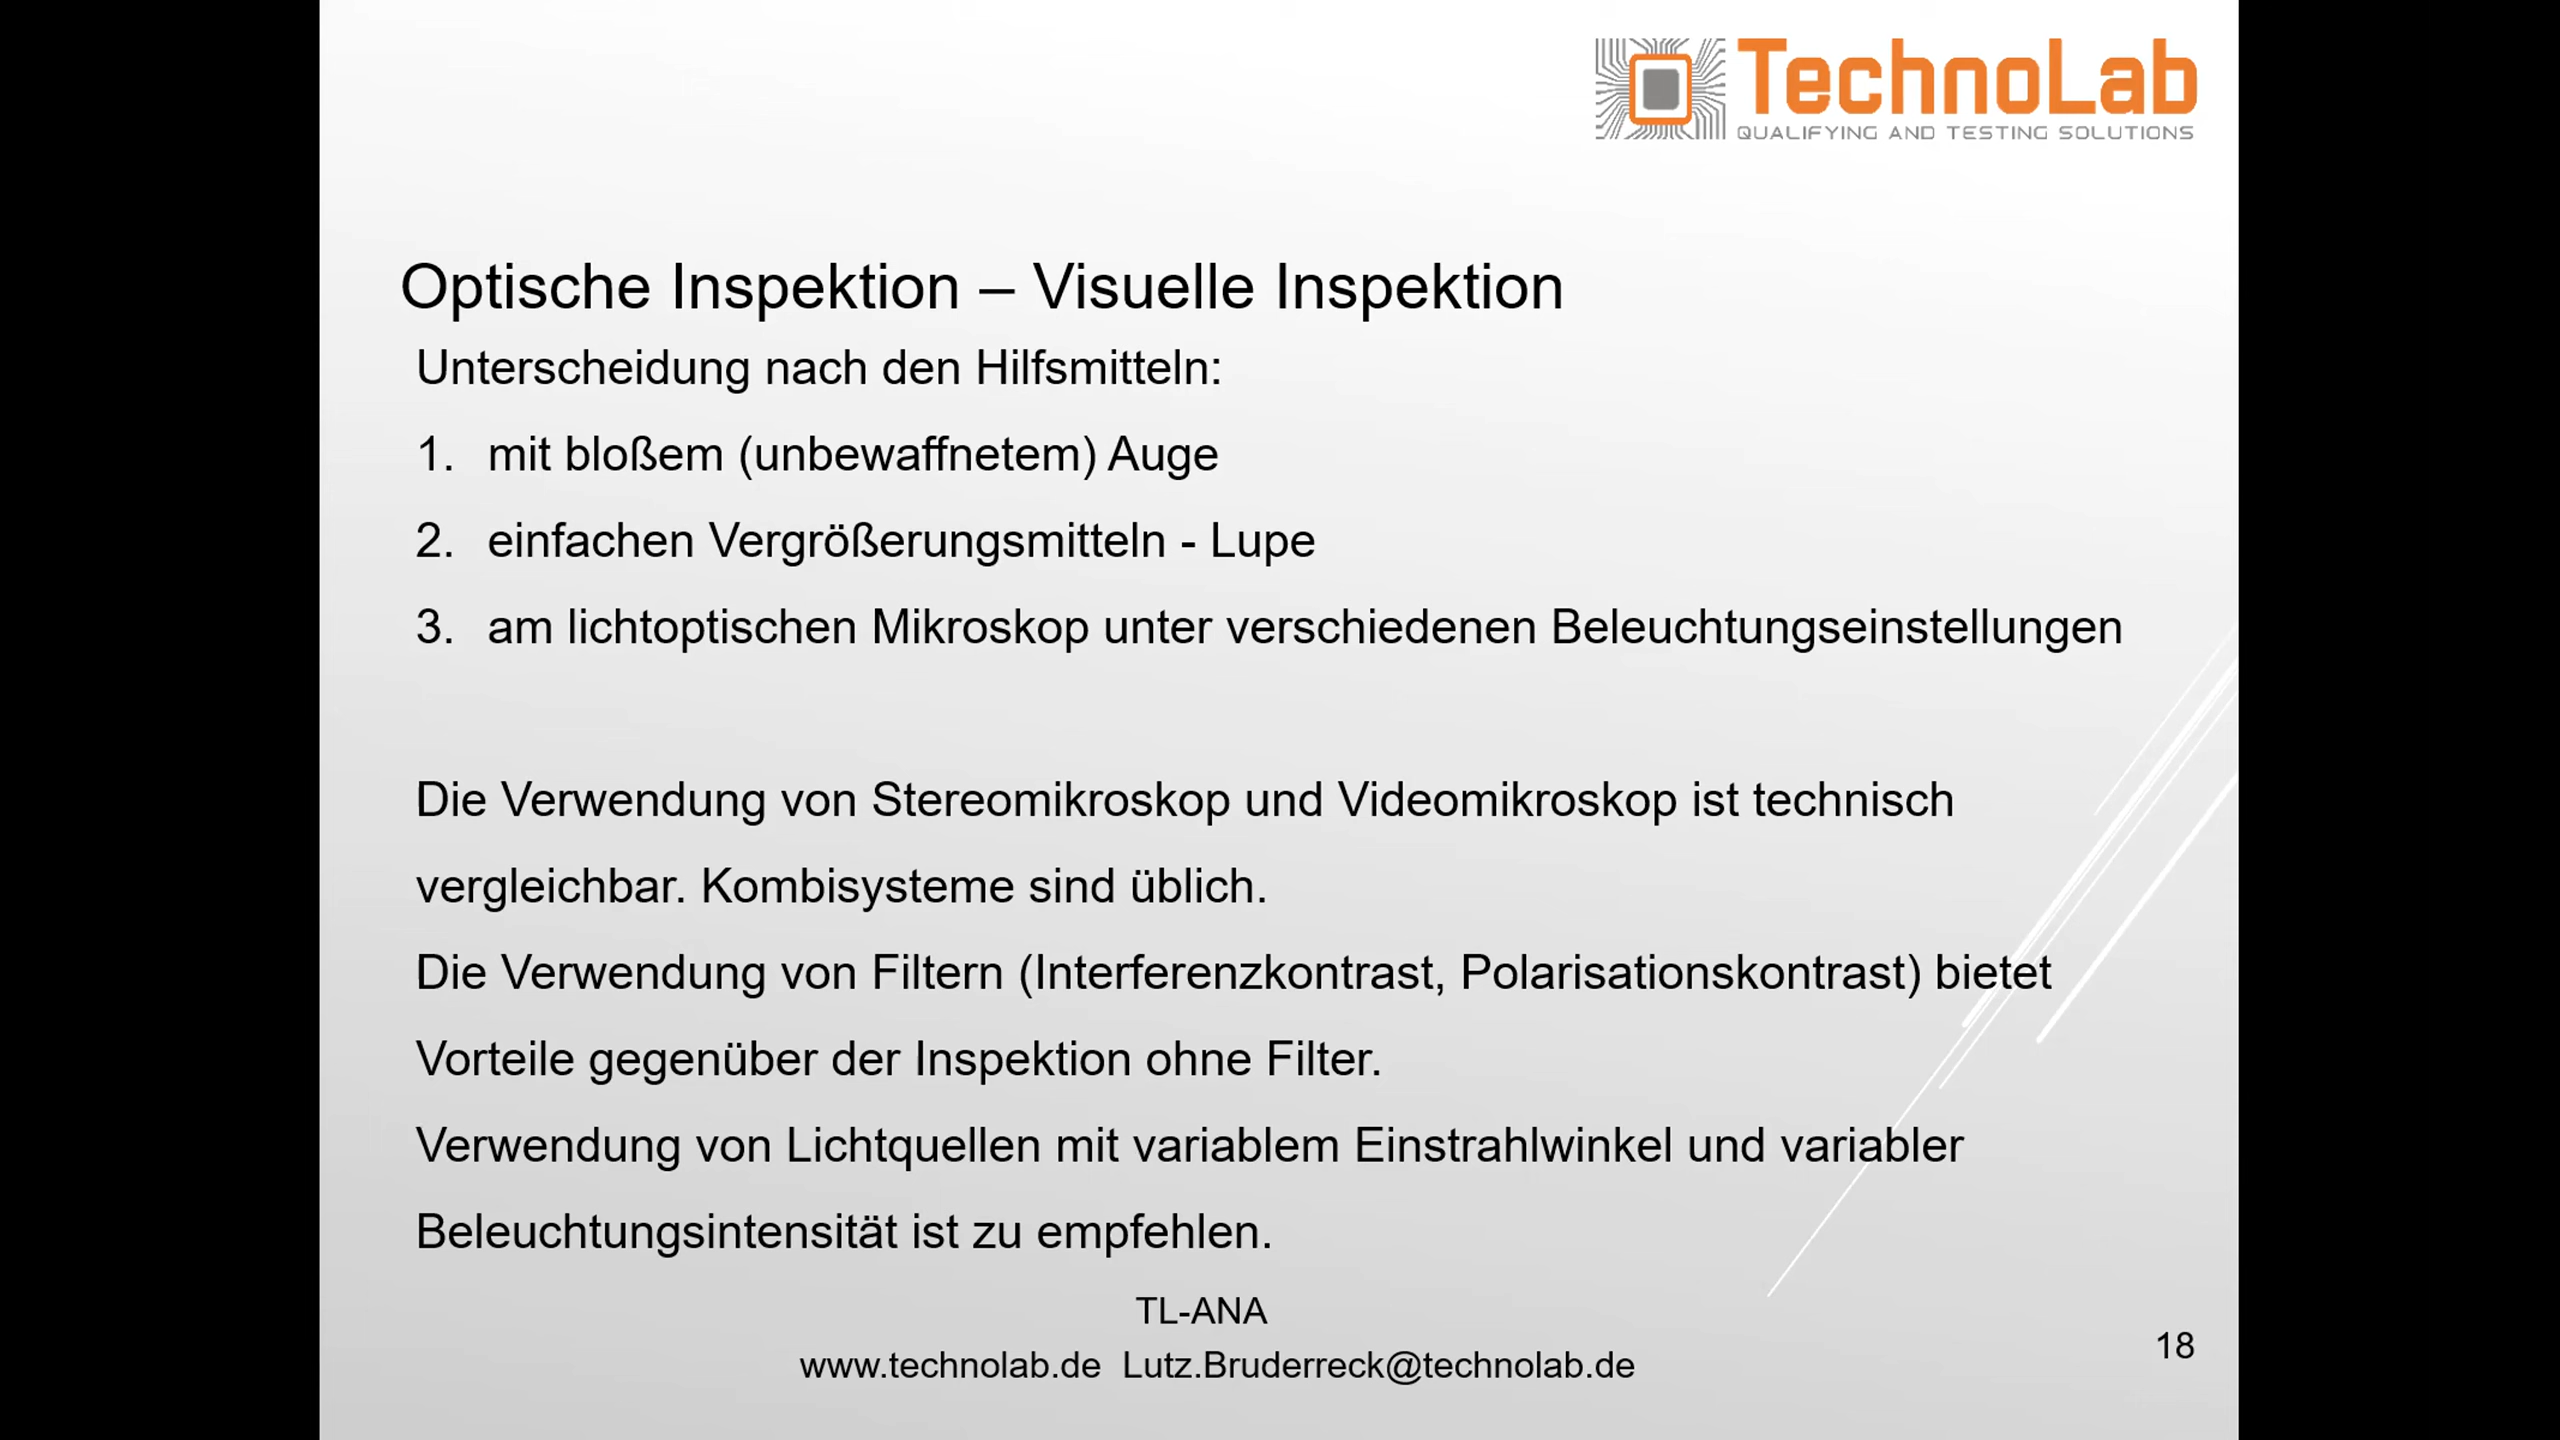 TechnoLab
QUALIFYING AND TESTING SOLUTIONS
Optische Inspektion – Visuelle Inspektion
Unterscheidung nach den Hilfsmitteln:
1. mit bloßem (unbewaffnetem) Auge
2. einfachen Vergrößerungsmitteln - Lupe
3. am lichtoptischen Mikroskop unter verschiedenen Beleuchtungseinstellungen
Die Verwendung von Stereomikroskop und Videomikroskop ist technisch
vergleichbar. Kombisysteme sind üblich.
Die Verwendung von Filtern (Interferenzkontrast, Polarisationskontrast) bietet
Vorteile gegenüber der Inspektion ohne Filter.
Verwendung von Lichtquellen mit variablem Einstrahlwinkel und variabler
Beleuchtungsintensität ist zu empfehlen.
TL-ANA
www.technolab.de Lutz.Bruderreck@technolab.de
18